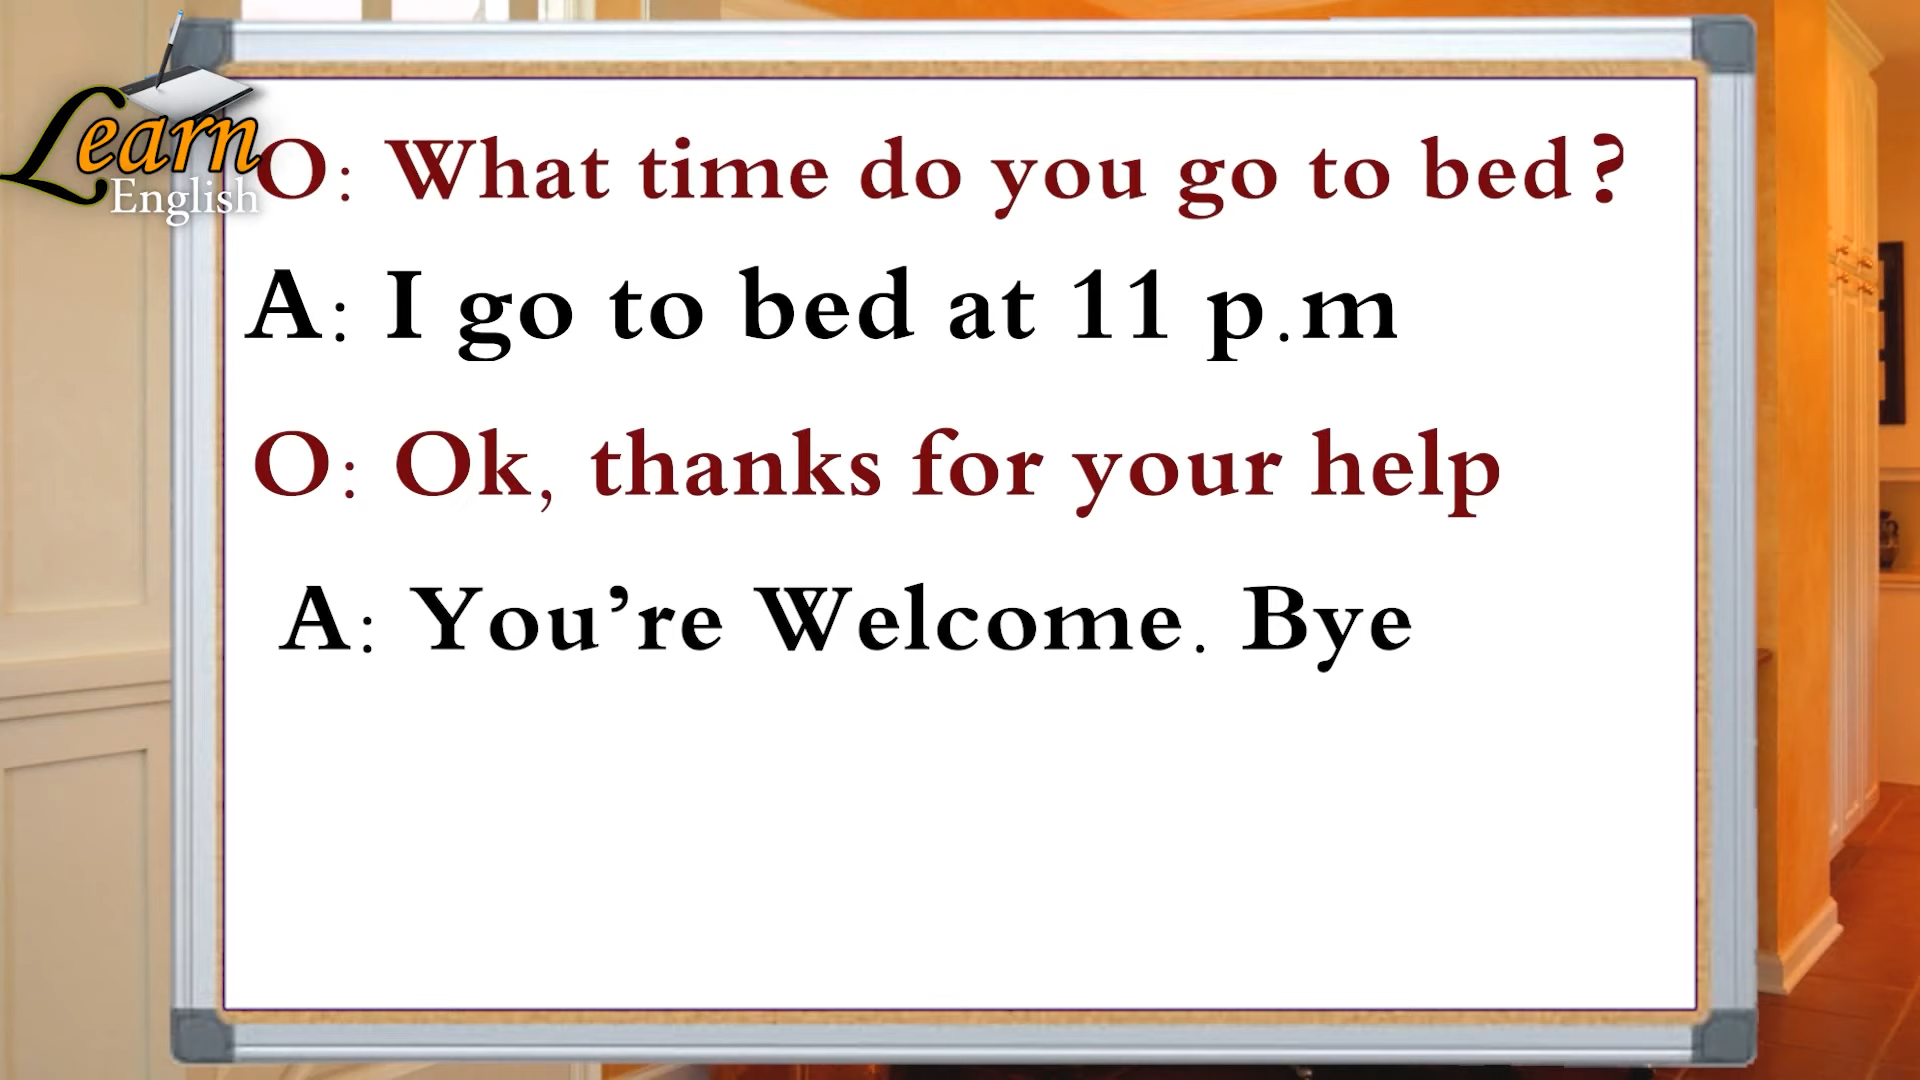 Learn
English
O: What time do you go to bed?
A: I go to bed at 11 p.m
O: Ok, thanks for your help
A: You’re Welcome. Bye